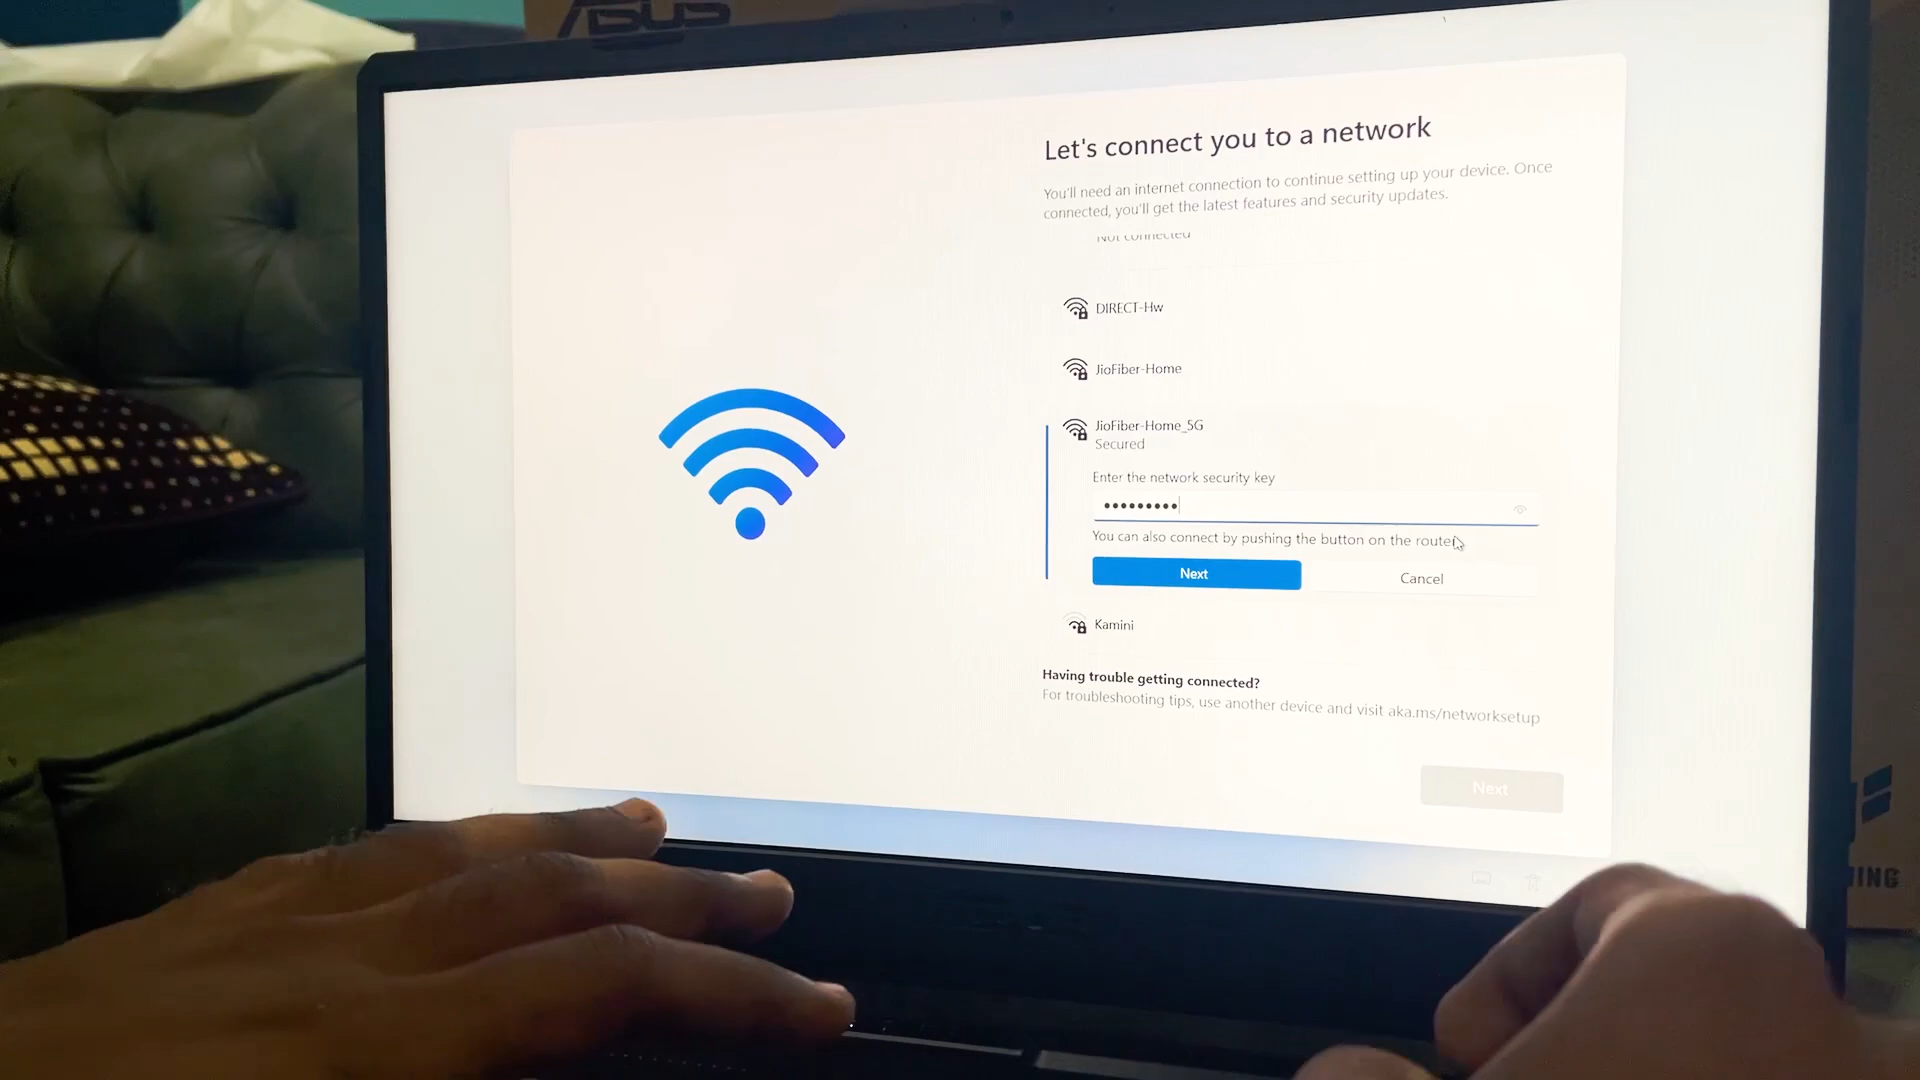 ASUS
Let's connect you to a network
You'll need an internet connection to continue setting up your device. Once
connected, you'll get the latest features and security updates.
Not connected
DIRECT-Hw
JioFiber-Home
JioFiber-Home_5G
Secured
Enter the network security key
•••••••••
You can also connect by pushing the button on the router
Next
Cancel
Kamini
Having trouble getting connected?
For troubleshooting tips, use another device and visit aka.ms/networksetup
Next